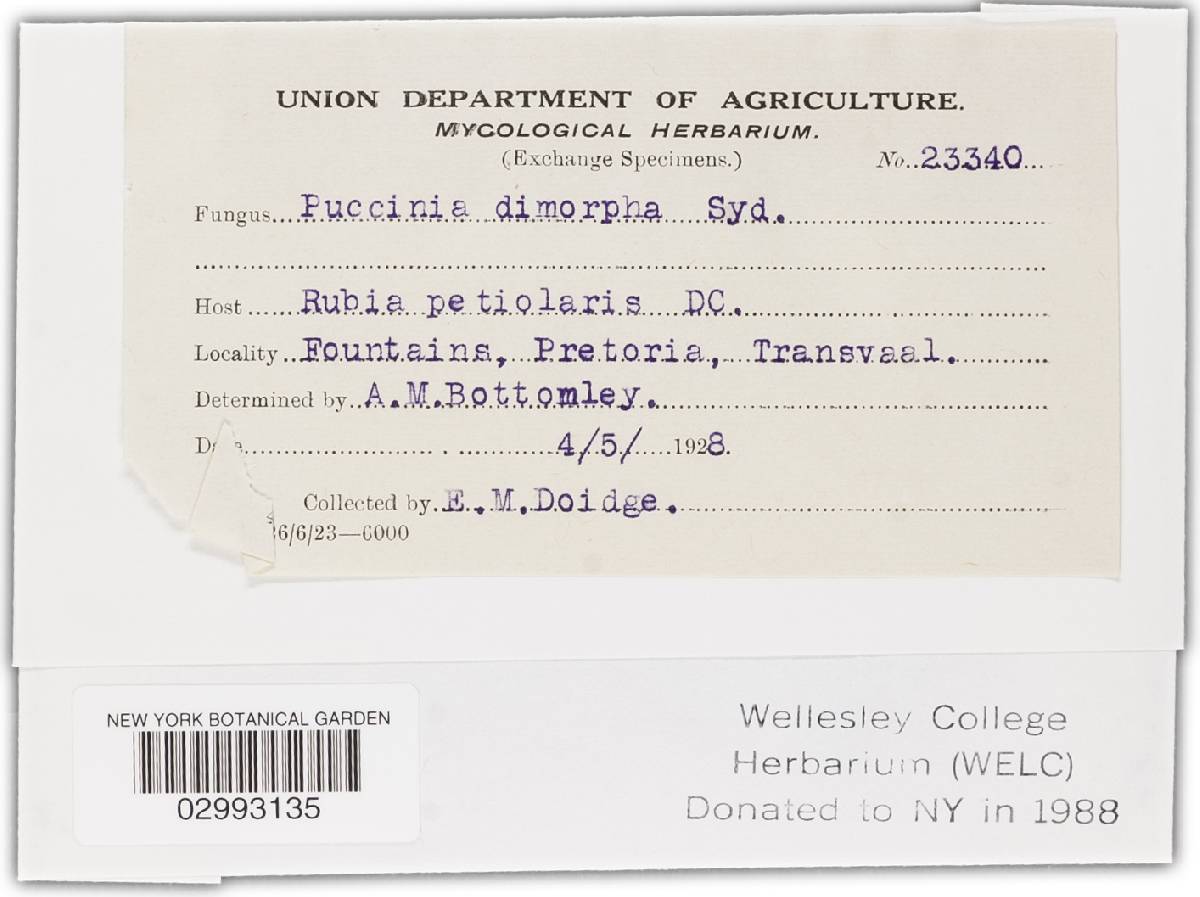 UNION DEPARTMENT OF AGRICULTURE.
MYCOLOGICAL HERBARIUM.
(Exchange Specimens.) No. 23340
Fungus Puccinia dimorpha Syd.
Host Rubia petiolaris DC.
Locality Fountains, Pretoria, Transvaal.
Determined by A.M.Bottomley.
4/5/ 1928.
Collected by E.M.Doidge.
6/6/23—6000
NEW YORK BOTANICAL GARDEN
02993135
Wellesley College
Herbarium (WELC)
Donated to NY in 1988